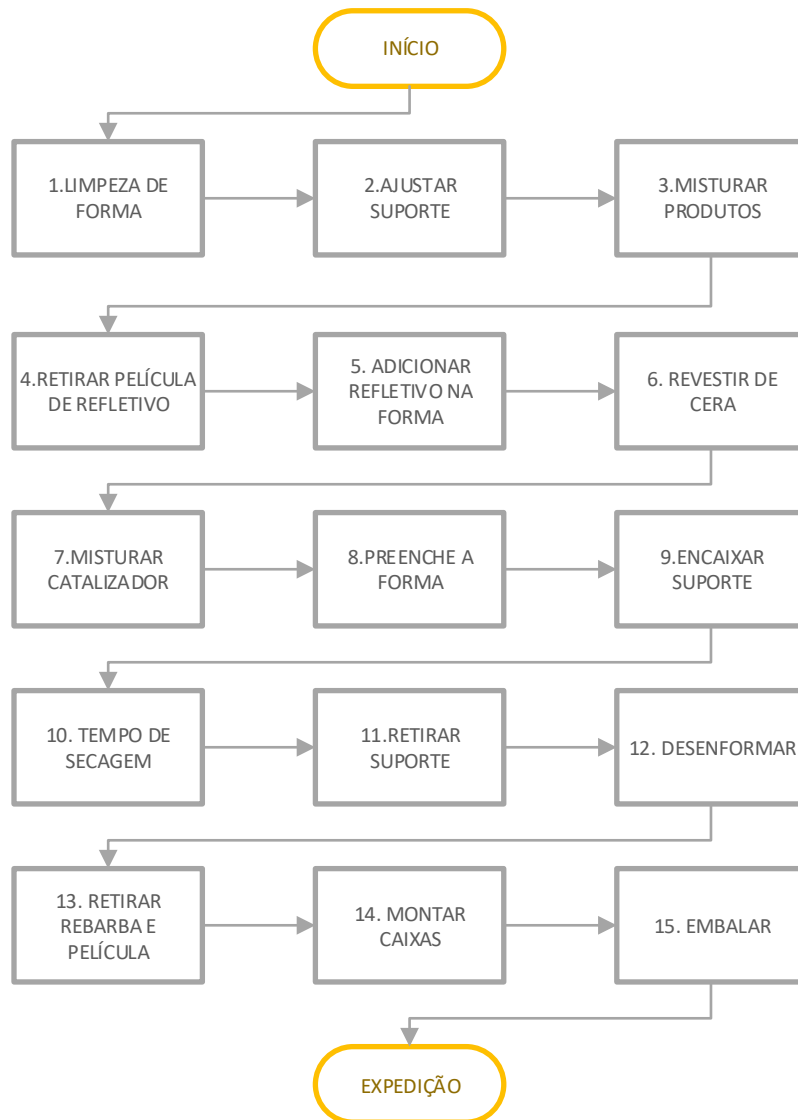 INÍCIO
1.LIMPEZA DE
FORMA
2.AJUSTAR
SUPORTE
3.MISTURAR
PRODUTOS
4.RETIRAR PELÍCULA
DE REFLETIVO
5. ADICIONAR
REFLETIVO NA
FORMA
6. REVESTIR DE
CERA
7.MISTURAR
CATALIZADOR
8.PREENCHE A
FORMA
9.ENCAIXAR
SUPORTE
10. TEMPO DE
SECAGEM
11.RETIRAR
SUPORTE
12. DESENFORMAR
13. RETIRAR
REBARBA E
PELÍCULA
14. MONTAR
CAIXAS
15. EMBALAR
EXPEDIÇÃO